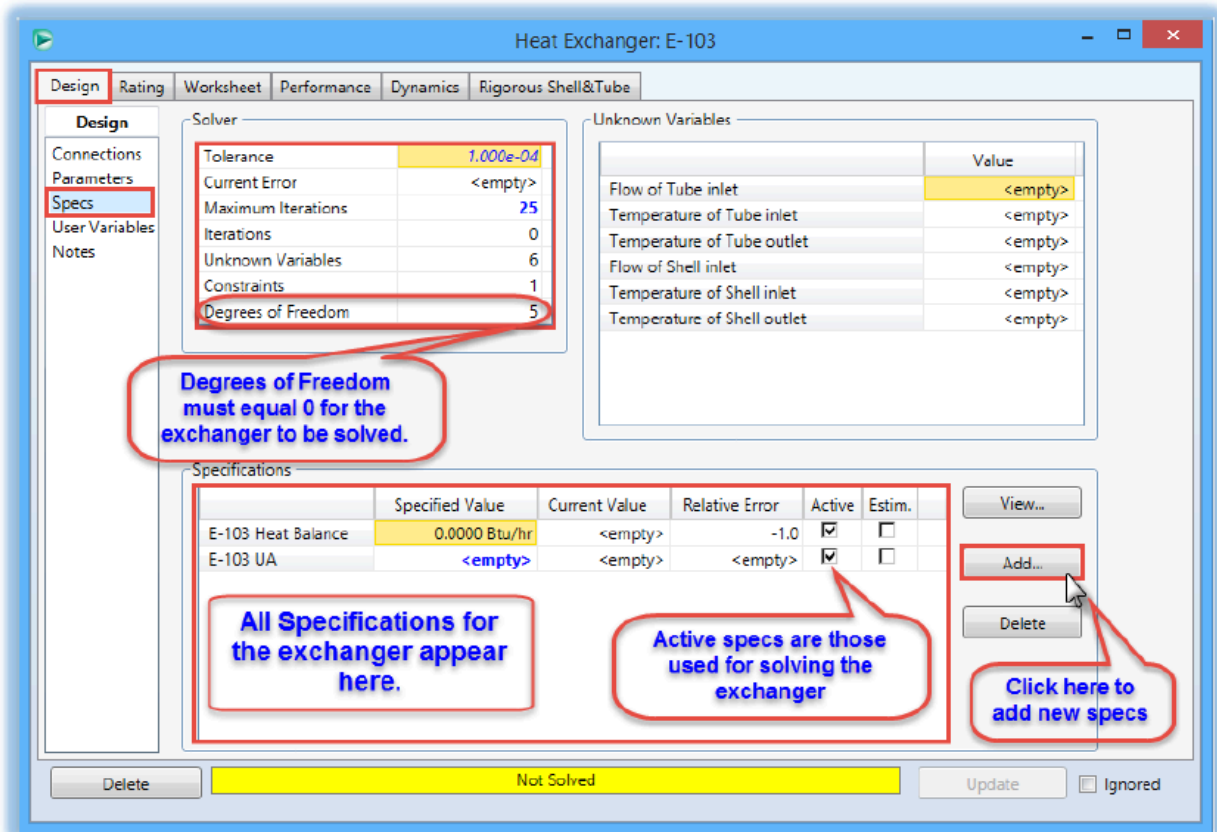 Heat Exchanger: E-103
Design Rating Worksheet Performance Dynamics Rigorous Shell&Tube
Design
Connections
Parameters
Specs
User Variables
Notes
Solver
Tolerance 1.000e-04
Current Error <empty>
Maximum Iterations 25
Iterations 0
Unknown Variables 6
Constraints 1
Degrees of Freedom 5
Unknown Variables
Value
Flow of Tube inlet <empty>
Temperature of Tube inlet <empty>
Temperature of Tube outlet <empty>
Flow of Shell inlet <empty>
Temperature of Shell inlet <empty>
Temperature of Shell outlet <empty>
Degrees of Freedom
must equal 0 for the
exchanger to be solved.
Specifications
Specified Value Current Value Relative Error Active Estim.
E-103 Heat Balance 0.0000 Btu/hr <empty> -1.0
E-103 UA <empty> <empty> <empty>
View...
Add...
Delete
All Specifications for
the exchanger appear
here.
Active specs are those
used for solving the
exchanger
Click here to
add new specs
Delete Not Solved Update Ignored